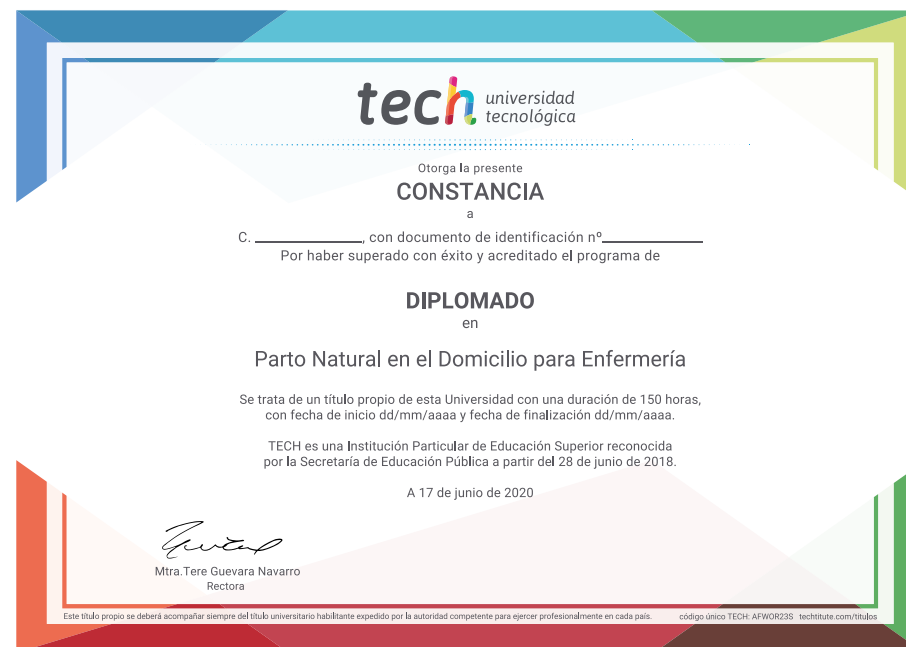 tech universidad
tecnológica
Otorga la presente
CONSTANCIA
a
C. ____________, con documento de identificación nº____________
Por haber superado con éxito y acreditado el programa de
DIPLOMADO
en
Parto Natural en el Domicilio para Enfermería
Se trata de un título propio de esta Universidad con una duración de 150 horas,
con fecha de inicio dd/mm/aaaa y fecha de finalización dd/mm/aaaa.
TECH es una Institución Particular de Educación Superior reconocida
por la Secretaría de Educación Pública a partir del 28 de junio de 2018.
A 17 de junio de 2020
Mtra.Tere Guevara Navarro
Rectora
Este título propio se deberá acompañar siempre del título universitario habilitante expedido por la autoridad competente para ejercer profesionalmente en cada país. código único TECH: AFWOR23S techtitute.com/titulos